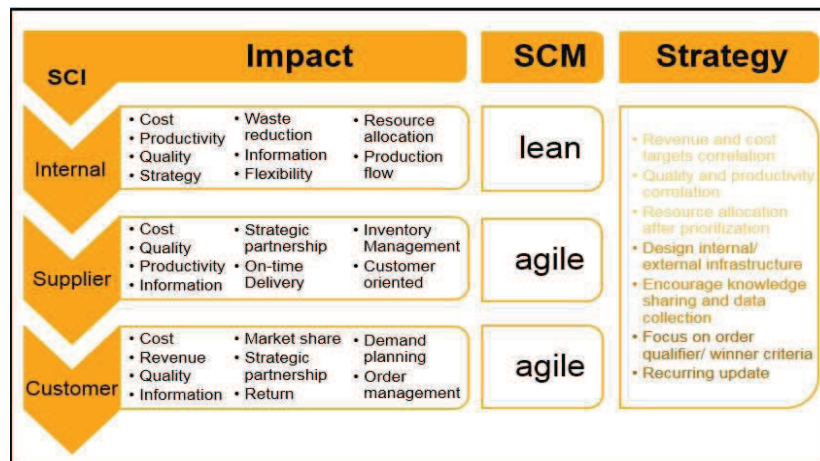 SCI
Impact
SCM
Strategy
Internal
• Cost
• Productivity
• Quality
• Strategy
• Waste
reduction
• Information
• Flexibility
• Resource
allocation
• Production
flow
lean
Supplier
• Cost
• Quality
• Productivity
• Information
• Strategic
partnership
• On-time
Delivery
• Inventory
Management
• Customer
oriented
agile
Customer
• Cost
• Revenue
• Quality
• Information
• Market share
• Strategic
partnership
• Return
• Demand
planning
• Order
management
agile
• Revenue and cost
targets correlation
• Quality and productivity
correlation
• Resource allocation
after prioritization
• Design internal/
external infrastructure
• Encourage knowledge
sharing and data
collection
• Focus on order
qualifier/ winner criteria
• Recurring update